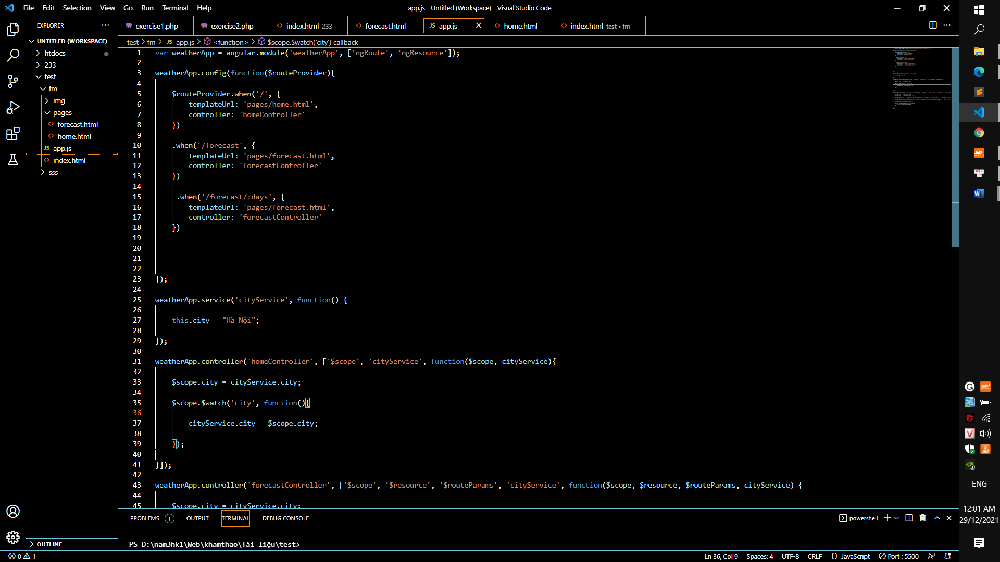 File Edit Selection View Go Run Terminal Help
app.js - Untitled (Workspace) - Visual Studio Code
EXPLORER
exercise1.php
exercise2.php
index.html 233
forecast.html
app.js
home.html
index.html test • fm
UNTITLED (WORKSPACE)
htdocs
233
test
fm
img
pages
forecast.html
home.html
app.js
index.html
sss
OUTLINE
test > fm > JS app.js > <function> > $scope.$watch('city') callback
1 var weatherApp = angular.module('weatherApp', ['ngRoute', 'ngResource']);
2
3 weatherApp.config(function($routeProvider){
4
5 $routeProvider.when('/', {
6 templateUrl: 'pages/home.html',
7 controller: 'homeController'
8 })
9
10 .when('/forecast', {
11 templateUrl: 'pages/forecast.html',
12 controller: 'forecastController'
13 })
14
15 .when('/forecast/:days', {
16 templateUrl: 'pages/forecast.html',
17 controller: 'forecastController'
18 })
19
20
21
22
23 });
24
25 weatherApp.service('cityService', function() {
26
27 this.city = "Hà Nội";
28
29 });
30
31 weatherApp.controller('homeController', ['$scope', 'cityService', function($scope, cityService){
32
33 $scope.city = cityService.city;
34
35 $scope.$watch('city', function(){
36
37 cityService.city = $scope.city;
38
39 });
40
41 }]);
42
43 weatherApp.controller('forecastController', ['$scope', '$resource', '$routeParams', 'cityService', function($scope, $resource, $routeParams, cityService) {
44
45 $scope.city = cityService.city;
PROBLEMS 1 OUTPUT TERMINAL DEBUG CONSOLE
powershell
PS D:\nam3hk1\Web\khamthao\Tài liệu\test>
0 1
Ln 36, Col 9 Spaces: 4 UTF-8 CRLF {} JavaScript Port : 5500
ENG
12:01 AM
29/12/2021